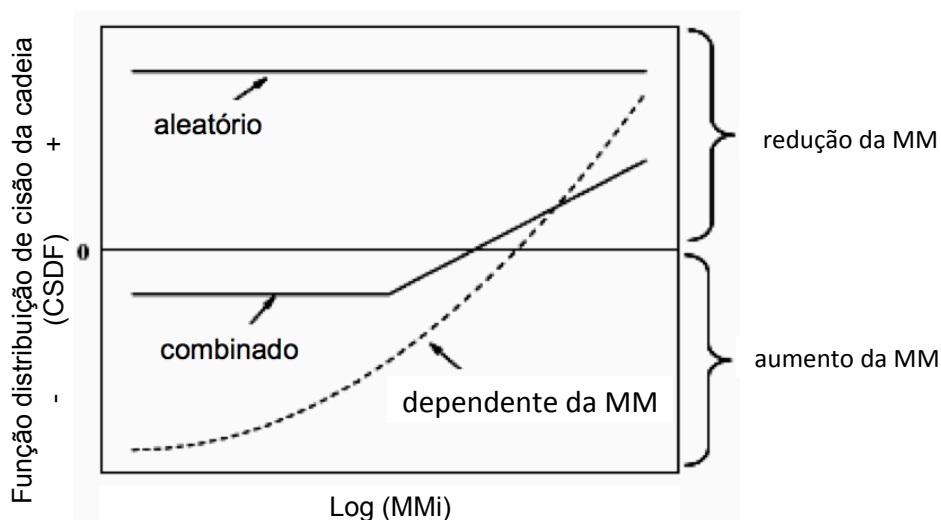 Função distribuição de cisão da cadeia
(CSDF)
+
0
-
aleatório
combinado
dependente da MM
redução da MM
aumento da MM
Log (MMi)